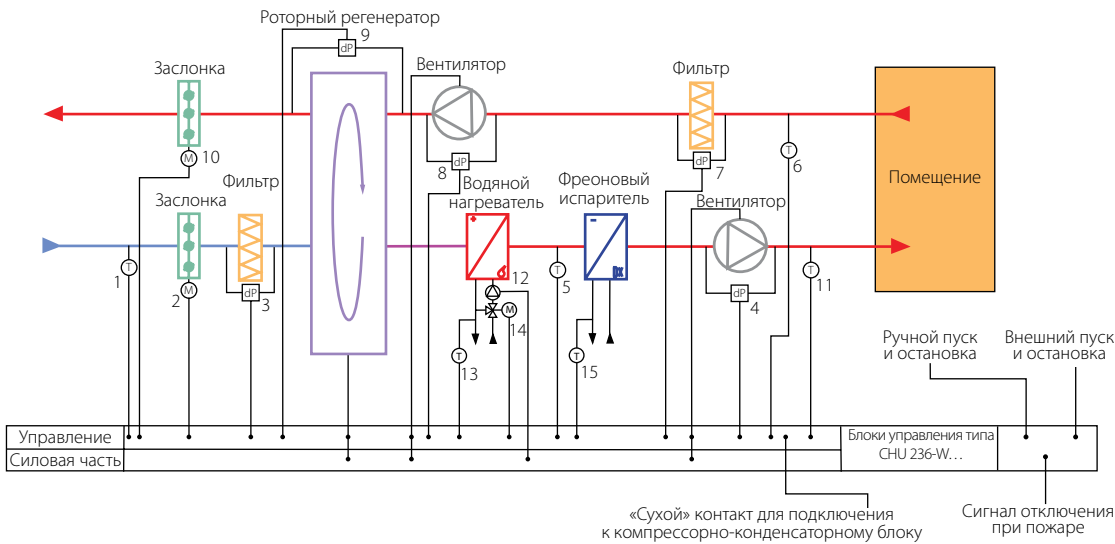 Роторный регенератор
9
dP
Заслонка
Вентилятор
Фильтр
M
10
dP
8
dP
7
T
6
Помещение
Заслонка
Фильтр
Водяной
нагреватель
Фреоновый
испаритель
Вентилятор
T
1
M
2
dP
3
+
-
12
T
5
dP
4
T
11
M
14
T
13
T
15
Ручной пуск
и остановка
Внешний пуск
и остановка
Управление
Силовая часть
Блоки управления типа
CHU 236-W…
«Сухой» контакт для подключения
к компрессорно-конденсаторному блоку
Сигнал отключения
при пожаре